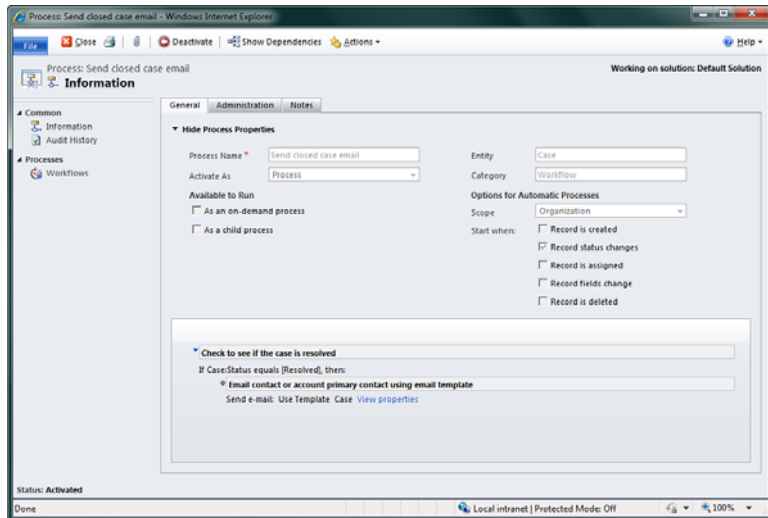 Process: Send closed case email - Windows Internet Explorer
File Close Deactivate Show Dependencies Actions Help
Process: Send closed case email
Information
Working on solution: Default Solution
Common
Information
Audit History
Processes
Workflows
General Administration Notes
Hide Process Properties
Process Name * Send closed case email
Entity Case
Activate As Process
Category Workflow
Available to Run
Options for Automatic Processes
As an on-demand process
Scope Organization
As a child process
Start when: Record is created
Record status changes
Record is assigned
Record fields change
Record is deleted
Check to see if the case is resolved
If Case:Status equals [Resolved], then:
Email contact or account primary contact using email template
Send e-mail: Use Template Case View properties
Status: Activated
Done Local intranet | Protected Mode: Off 100%